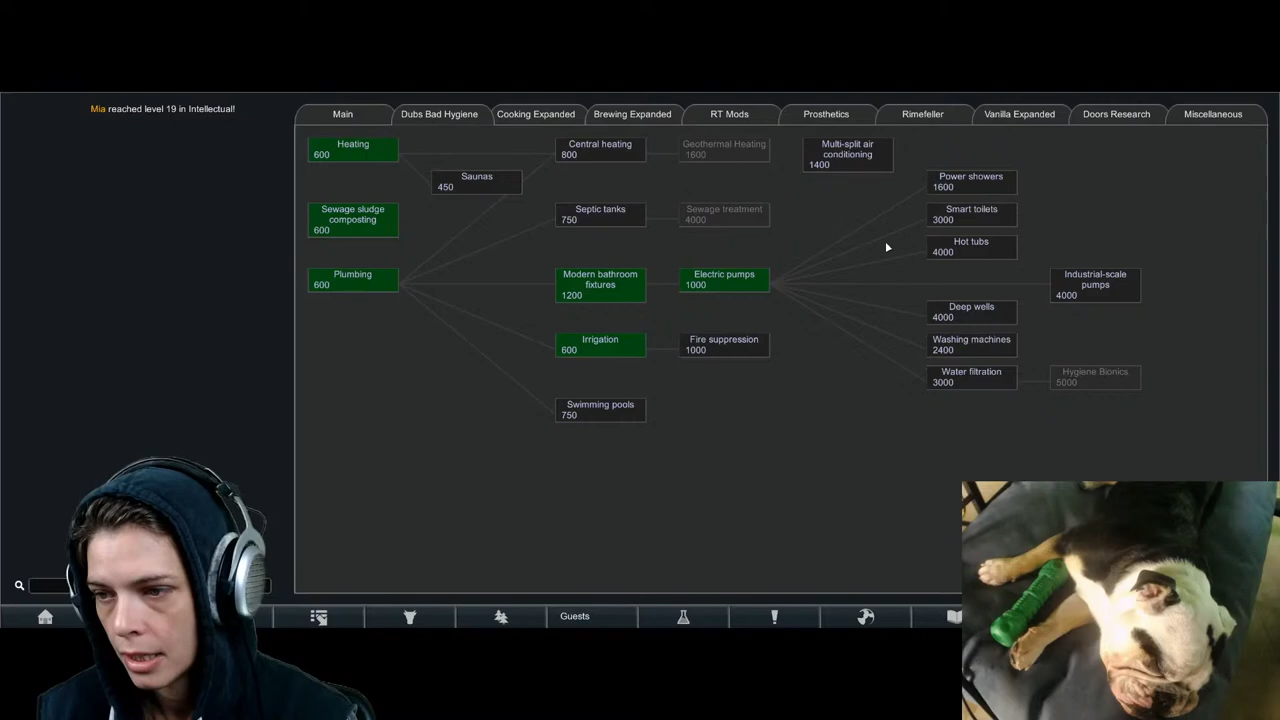 Mia reached level 19 in Intellectual!
Main
Dubs Bad Hygiene
Cooking Expanded
Brewing Expanded
RT Mods
Prosthetics
Rimefeller
Vanilla Expanded
Doors Research
Miscellaneous
Heating
600
Central heating
800
Geothermal Heating
1600
Multi-split air
conditioning
1400
Saunas
450
Power showers
1600
Sewage sludge
composting
600
Septic tanks
750
Sewage treatment
4000
Smart toilets
3000
Hot tubs
4000
Plumbing
600
Modern bathroom
fixtures
1200
Electric pumps
1000
Industrial-scale
pumps
4000
Deep wells
4000
Irrigation
600
Fire suppression
1000
Washing machines
2400
Water filtration
3000
Hygiene Bionics
5000
Swimming pools
750
Guests